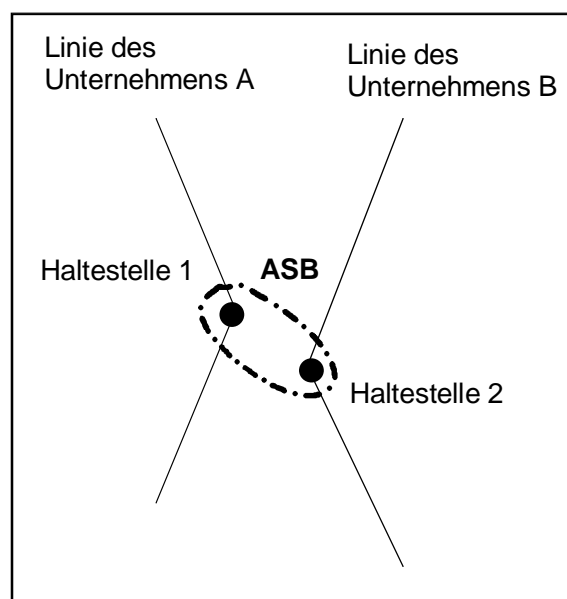 Linie des
Unternehmens A
Linie des
Unternehmens B
Haltestelle 1
ASB
Haltestelle 2